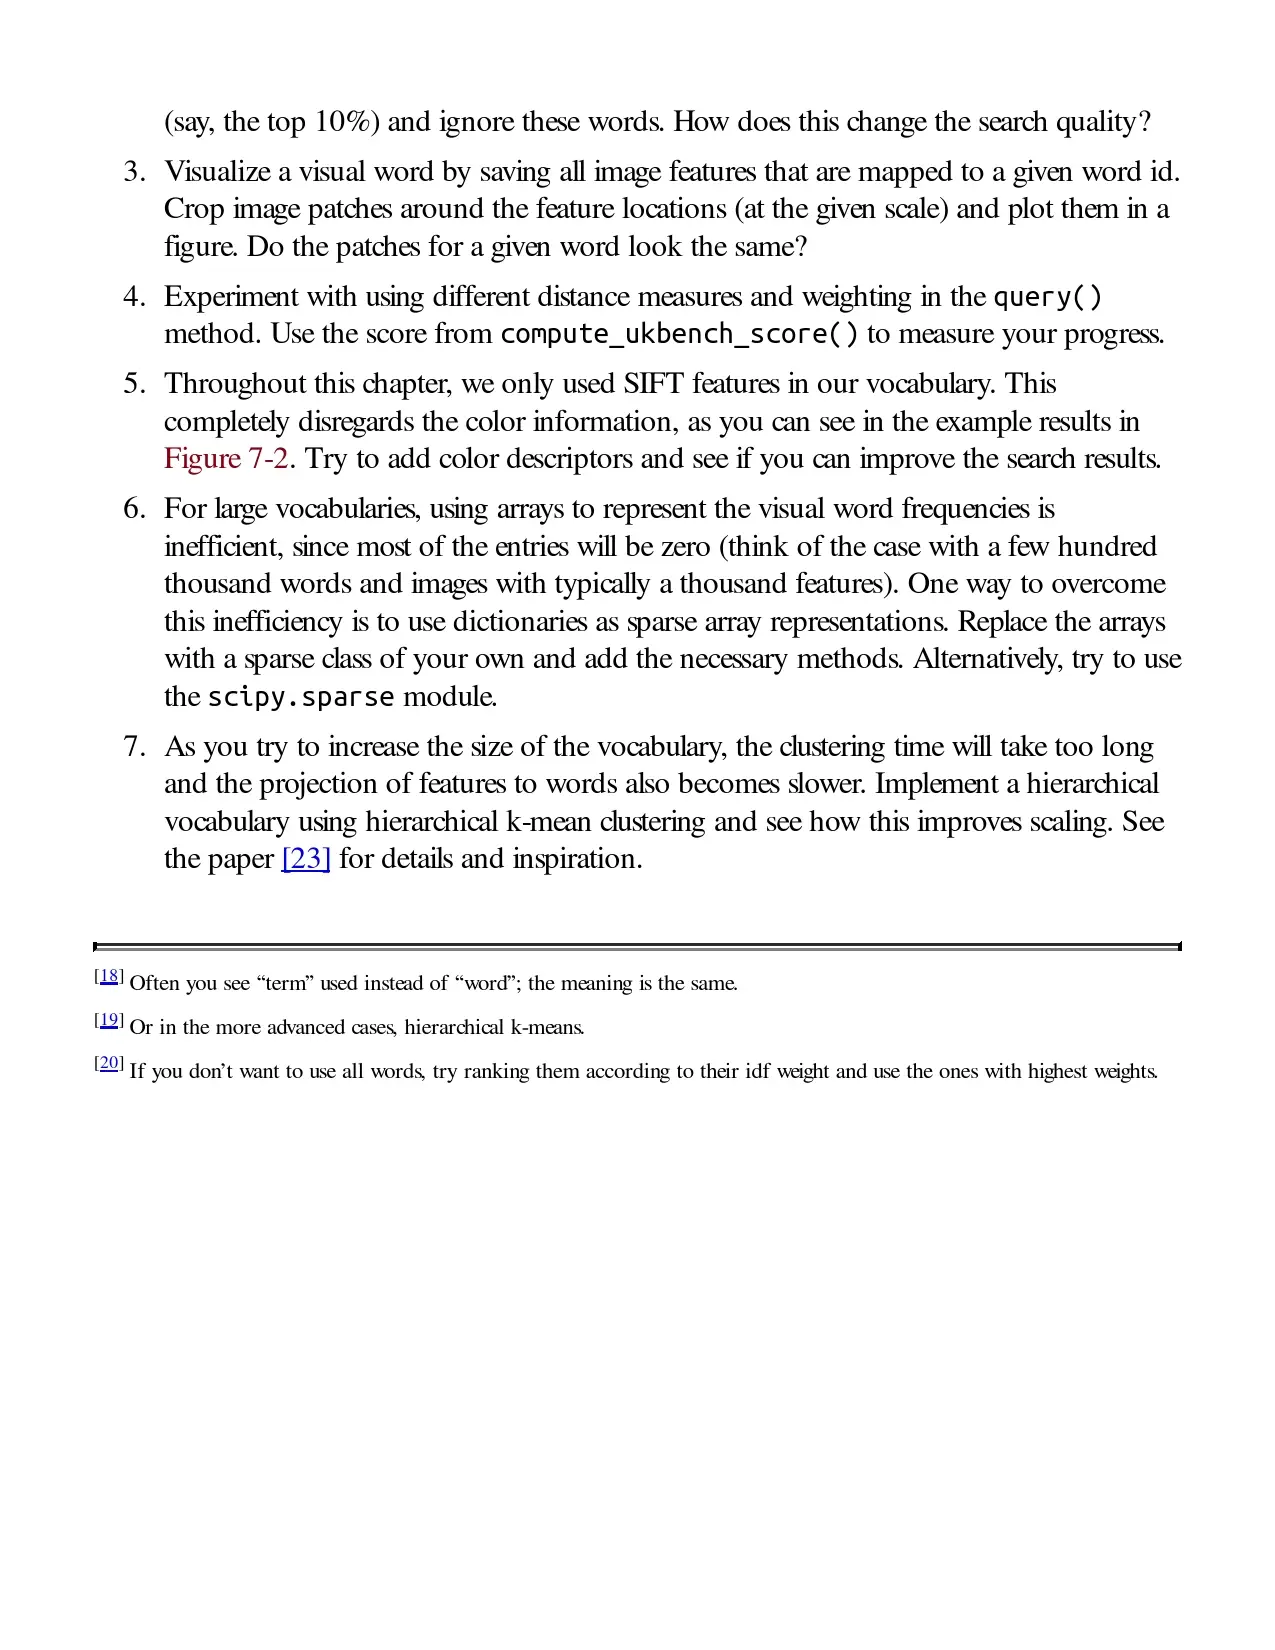 (say, the top 10%) and ignore these words. How does this change the search quality?
3. Visualize a visual word by saving all image features that are mapped to a given word id.
Crop image patches around the feature locations (at the given scale) and plot them in a
figure. Do the patches for a given word look the same?
4. Experiment with using different distance measures and weighting in the query()
method. Use the score from compute_ukbench_score() to measure your progress.
5. Throughout this chapter, we only used SIFT features in our vocabulary. This
completely disregards the color information, as you can see in the example results in
Figure 7-2. Try to add color descriptors and see if you can improve the search results.
6. For large vocabularies, using arrays to represent the visual word frequencies is
inefficient, since most of the entries will be zero (think of the case with a few hundred
thousand words and images with typically a thousand features). One way to overcome
this inefficiency is to use dictionaries as sparse array representations. Replace the arrays
with a sparse class of your own and add the necessary methods. Alternatively, try to use
the scipy.sparse module.
7. As you try to increase the size of the vocabulary, the clustering time will take too long
and the projection of features to words also becomes slower. Implement a hierarchical
vocabulary using hierarchical k-mean clustering and see how this improves scaling. See
the paper [23] for details and inspiration.
[18] Often you see “term” used instead of “word”; the meaning is the same.
[19] Or in the more advanced cases, hierarchical k-means.
[20] If you don’t want to use all words, try ranking them according to their idf weight and use the ones with highest weights.